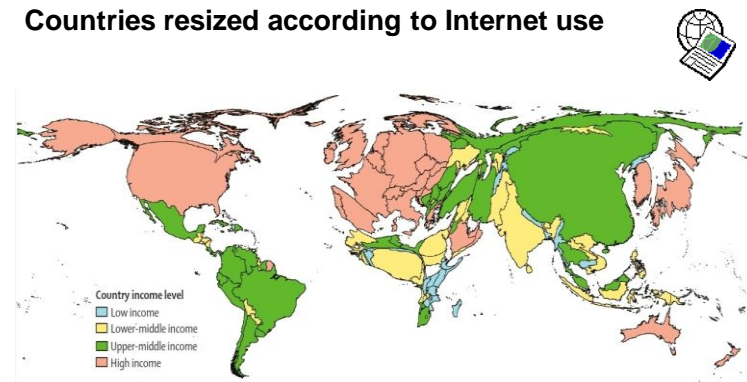 Countries resized according to Internet use
Country income level
Low income
Lower-middle income
Upper-middle income
High income